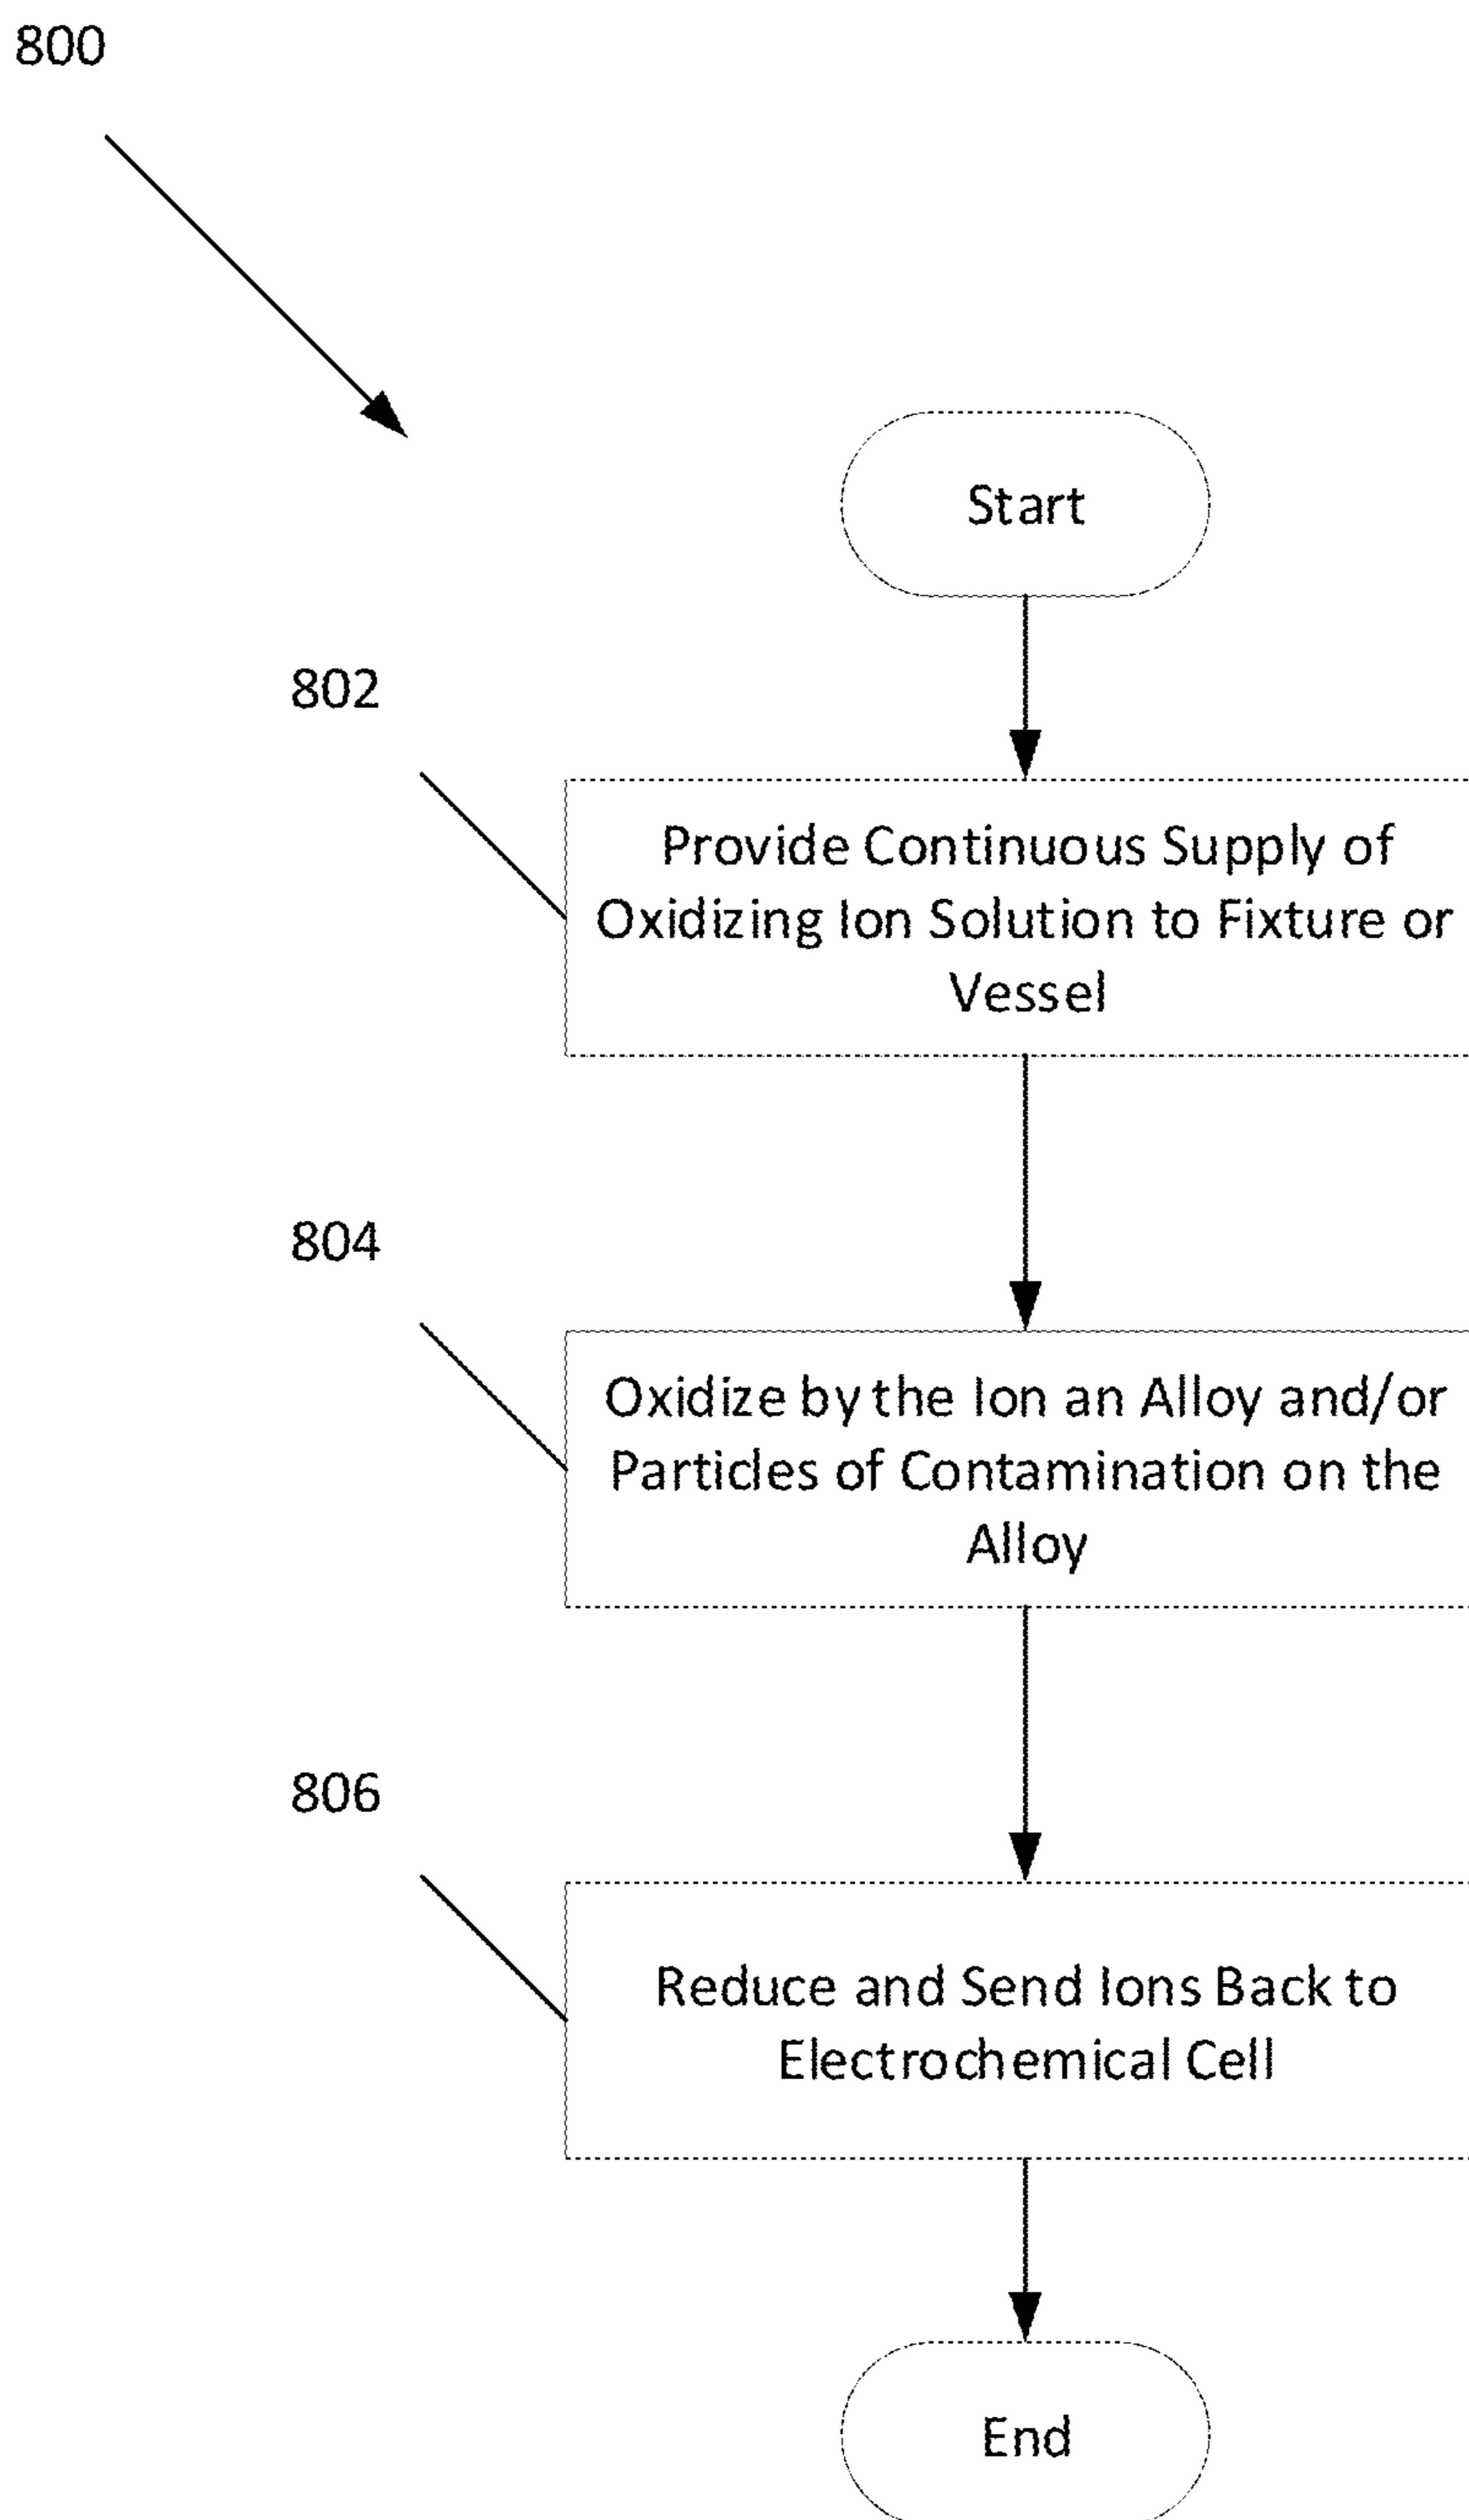 800
Start
802
Provide Continuous Supply of
Oxidizing Ion Solution to Fixture or
Vessel
804
Oxidize by the Ion an Alloy and/or
Particles of Contamination on the
Alloy
806
Reduce and Send Ions Back to
Electrochemical Cell
End